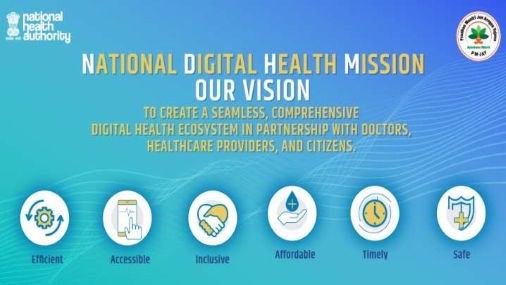 national
health
authority
NATIONAL DIGITAL HEALTH MISSION
OUR VISION
TO CREATE A SEAMLESS, COMPREHENSIVE
DIGITAL HEALTH ECOSYSTEM IN PARTNERSHIP WITH DOCTORS,
HEALTHCARE PROVIDERS, AND CITIZENS.
Efficient
Accessible
Inclusive
Affordable
Timely
Safe
PM-JAY